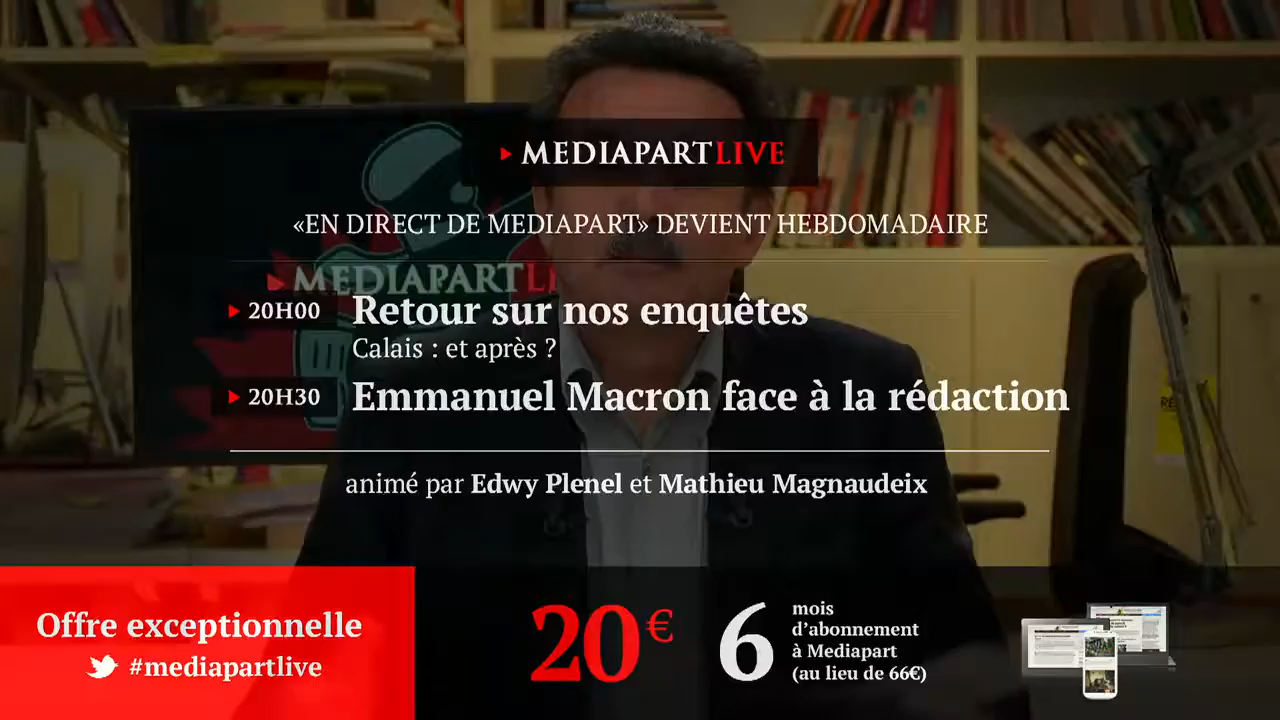 MEDIAPARTLIVE
«EN DIRECT DE MEDIAPART» DEVIENT HEBDOMADAIRE
MEDIAPARTLI
20H00 Retour sur nos enquêtes
Calais : et après ?
20H30 Emmanuel Macron face à la rédaction
animé par Edwy Plenel et Mathieu Magnaudeix
Offre exceptionnelle
#mediapartlive
20€
6 mois
d'abonnement
à Mediapart
(au lieu de 66€)